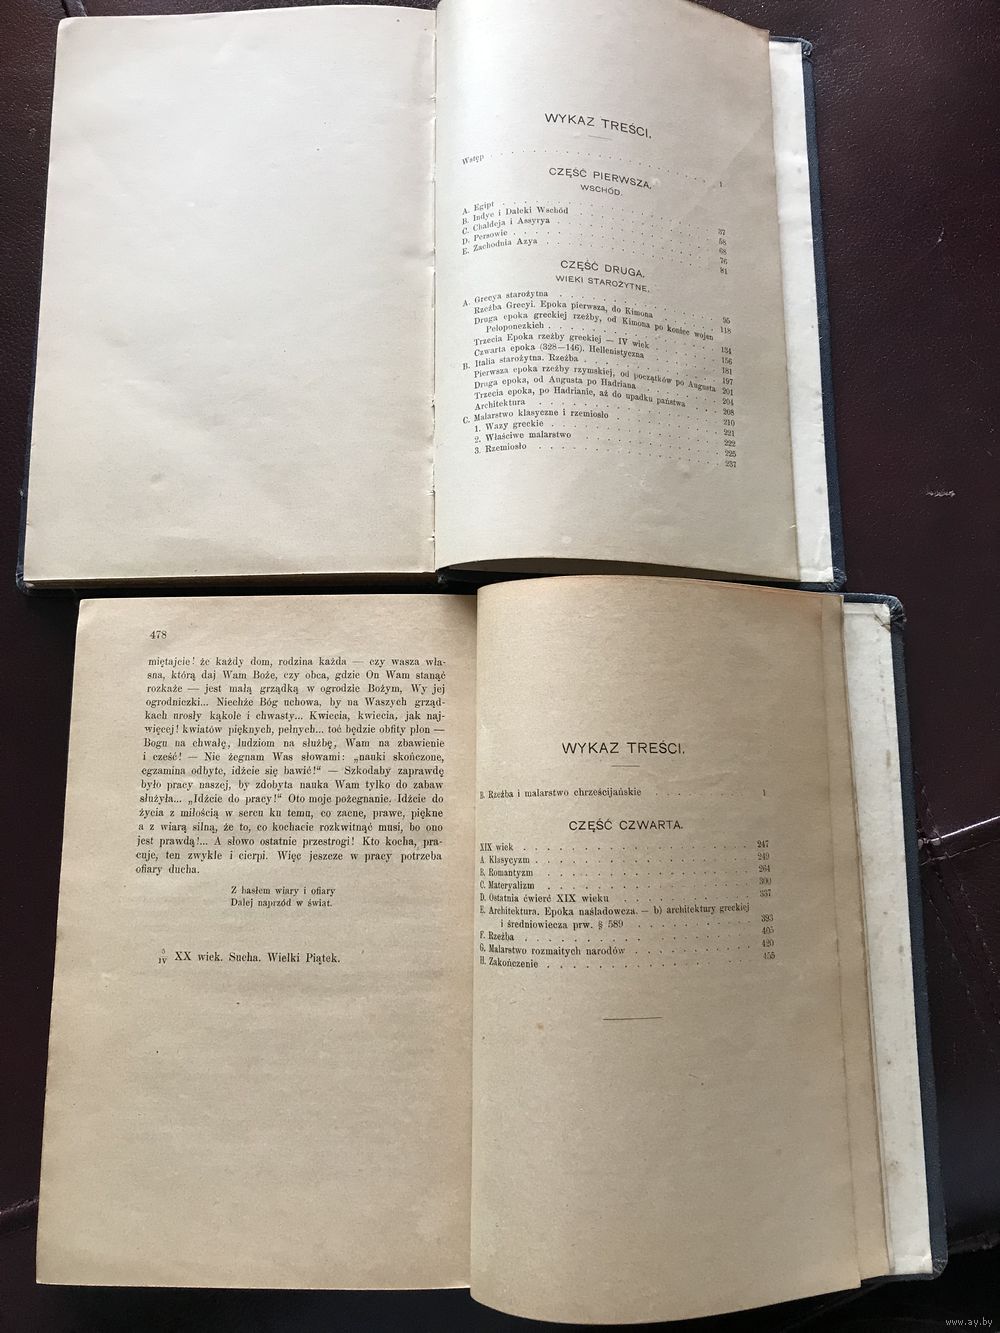 WYKAZ TREŚCI.
Wstęp 1
CZĘŚĆ PIERWSZA.
WSCHÓD.
A. Egipt 37
B. Indye i Daleki Wschód 58
C. Chaldeja i Assyrya 68
D. Persowie 76
E. Zachodnia Azya 81
CZĘŚĆ DRUGA.
WIEKI STAROŻYTNE.
A. Grecya starożytna 95
Rzeźba Grecyi. Epoka pierwsza, do Kimona 118
Druga epoka greckiej rzeźby, od Kimona po koniec wojen
Peloponezkich 134
Trzecia Epoka rzeźby greckiej — IV wiek 156
Czwarta epoka (328—146). Hellenistyczna 181
B. Italia starożytna. Rzeźba 197
Pierwsza epoka rzeźby rzymskiej, od początków po Augusta 201
Druga epoka, od Augusta po Hadriana 204
Trzecia epoka, po Hadrianie, aż do upadku państwa 208
Architektura 210
C. Malarstwo klasyczne i rzemiosło 221
1. Wazy greckie 222
2. Właściwe malarstwo 225
3. Rzemiosło 237
478
miętajcie! że każdy dom, rodzina każda — czy wasza wła-
sna, którą daj Wam Boże, czy obca, gdzie On Wam stanąć
rozkaże — jest małą grządką w ogrodzie Bożym, Wy jej
ogrodniczki... Niechże Bóg uchowa, by na Waszych grząd-
kach urosły kąkole i chwasty... Kwiecia, kwiecia, jak naj-
więcej! kwiatów pięknych, pełnych... toć będzie obfity plon —
Bogu na chwałę, ludziom na służbę, Wam na zbawienie
i cześć! — Nie żegnam Was słowami: „nauki skończone,
egzamina odbyte, idźcie się bawić!“ — Szkodaby zaprawdę
było pracy naszej, by zdobyta nauka Wam tylko do zabaw
służyła... „Idźcie do pracy!“ Oto moje pożegnanie. Idźcie do
życia z miłością w sercu ku temu, co zacne, prawe, piękne
a z wiarą silną, że to, co kochacie rozkwitnąć musi, bo ono
jest prawdą!... A słowo ostatnie przestrogi! Kto kocha, pra-
cuje, ten zwykle i cierpi. Więc jeszcze w pracy potrzeba
ofiary ducha.
Z hasłem wiary i ofiary
Dalej naprzód w świat.
5/IV XX wiek. Sucha. Wielki Piątek.
WYKAZ TREŚCI.
B. Rzeźba i malarstwo chrześcijańskie 1
CZĘŚĆ CZWARTA.
XIX wiek 247
A. Klasycyzm 249
B. Romantyzm 264
C. Materyalizm 300
D. Ostatnia ćwierć XIX wieku 337
E. Architektura. Epoka naśladowcza. — b) architektury greckiej
i średniowiecza prw. § 589 393
F. Rzeźba 405
G. Malarstwo rozmaitych narodów 420
H. Zakończenie 455
www.ay.by